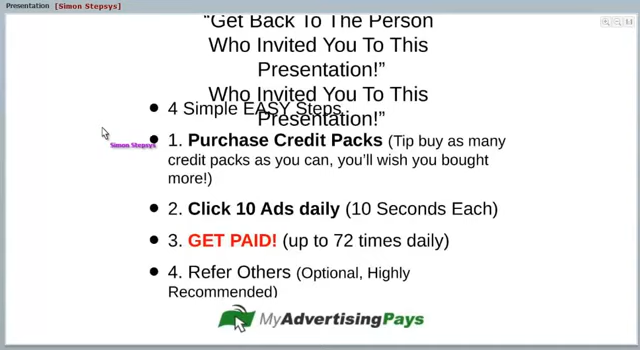 Presentation [Simon Stepsys]
“Get Back To The Person
Who Invited You To This
Presentation!”
Who Invited You To This
Presentation!”
4 Simple EASY Steps
1. Purchase Credit Packs (Tip buy as many
credit packs as you can, you’ll wish you bought
more!)
Simon Stepsys
2. Click 10 Ads daily (10 Seconds Each)
3. GET PAID! (up to 72 times daily)
4. Refer Others (Optional, Highly
Recommended)
MyAdvertisingPays